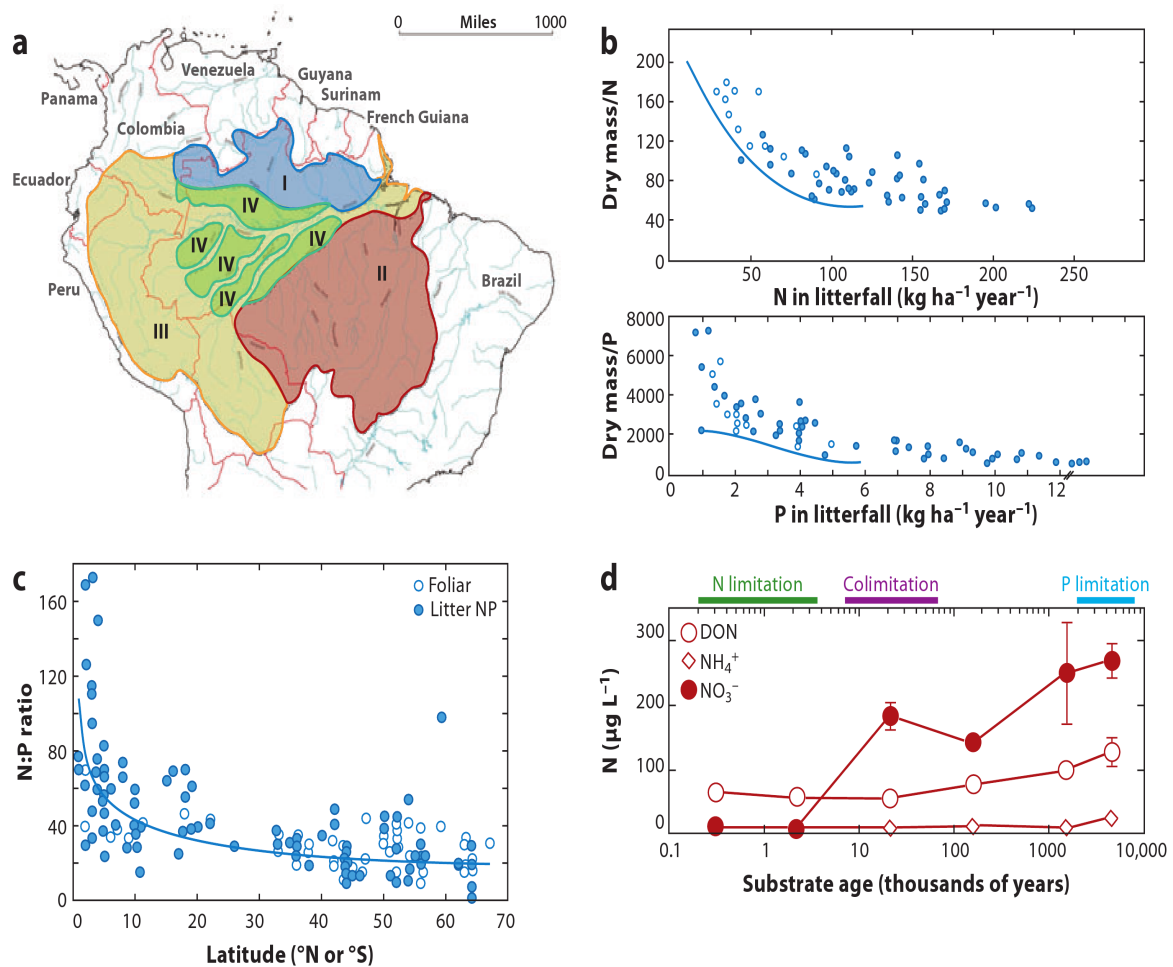 a
0 Miles 1000
Venezuela
Guyana
Panama
Surinam
French Guiana
Colombia
Ecuador
I
IV
IV
IV
IV
IV
II
Peru
Brazil
III
b
Dry mass/N
200
160
120
80
40
0
50 100 150 200 250
N in litterfall (kg ha⁻¹ year⁻¹)
Dry mass/P
8000
6000
4000
2000
0
0 2 4 6 8 10 12
P in litterfall (kg ha⁻¹ year⁻¹)
c
Foliar
Litter NP
N:P ratio
160
120
80
40
0
0 10 20 30 40 50 60 70
Latitude (°N or °S)
d
N limitation Colimitation P limitation
DON
NH₄⁺
NO₃⁻
N (µg L⁻¹)
300
200
100
0
0.1 1 10 100 1000 10,000
Substrate age (thousands of years)